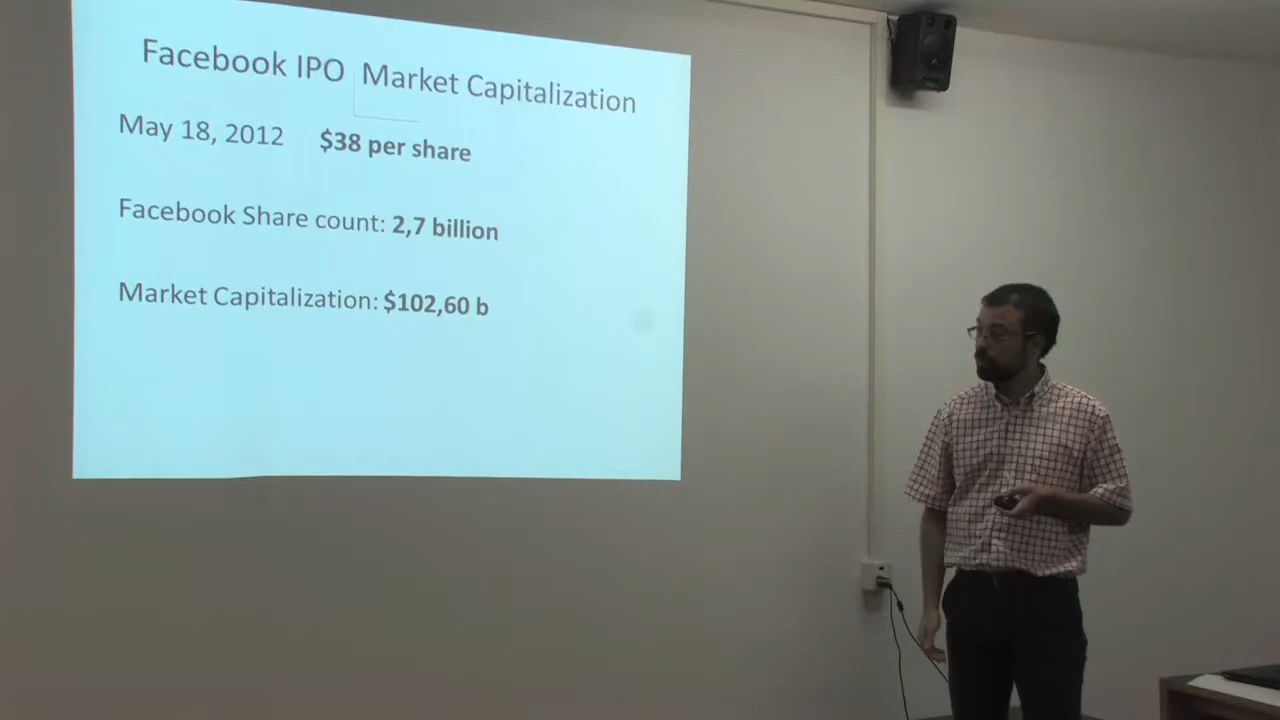 Facebook IPO Market Capitalization
May 18, 2012 $38 per share
Facebook Share count: 2,7 billion
Market Capitalization: $102,60 b